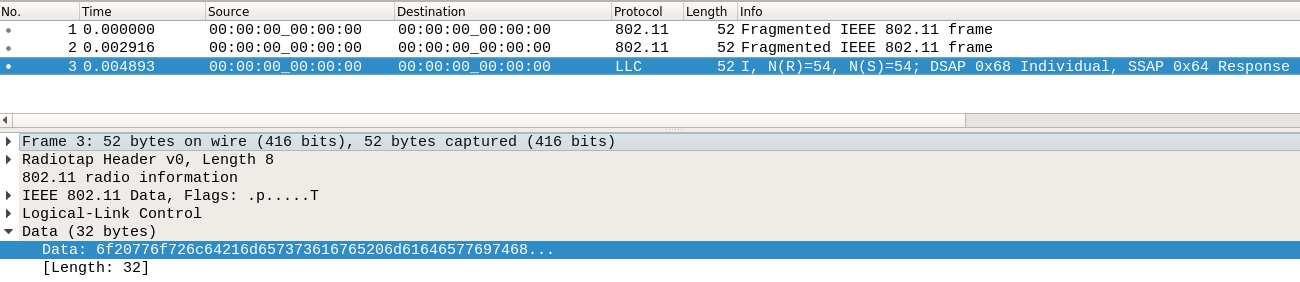 No. Time Source Destination Protocol Length Info
1 0.000000 00:00:00_00:00:00 00:00:00_00:00:00 802.11 52 Fragmented IEEE 802.11 frame
2 0.002916 00:00:00_00:00:00 00:00:00_00:00:00 802.11 52 Fragmented IEEE 802.11 frame
3 0.004893 00:00:00_00:00:00 00:00:00_00:00:00 LLC 52 I, N(R)=54, N(S)=54; DSAP 0x68 Individual, SSAP 0x64 Response
Frame 3: 52 bytes on wire (416 bits), 52 bytes captured (416 bits)
Radiotap Header v0, Length 8
802.11 radio information
IEEE 802.11 Data, Flags: .p.....T
Logical-Link Control
Data (32 bytes)
Data: 6f20776f726c64216d657373616765206d61646577697468...
[Length: 32]